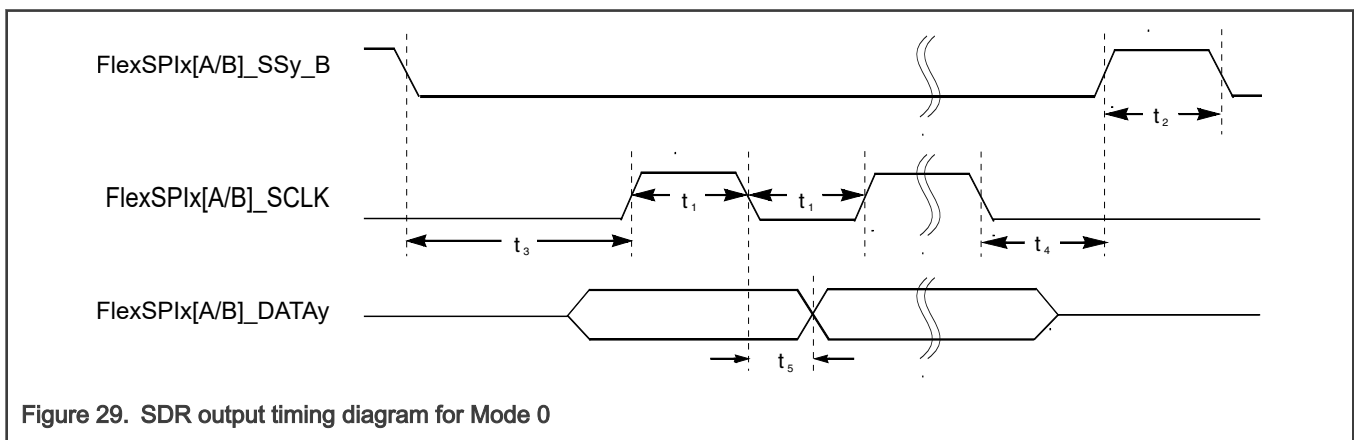 FlexSPIx[A/B]_SSy_B
t₂
FlexSPIx[A/B]_SCLK
t₁ t₁
t₃ t₄
FlexSPIx[A/B]_DATAy
t₅
Figure 29. SDR output timing diagram for Mode 0